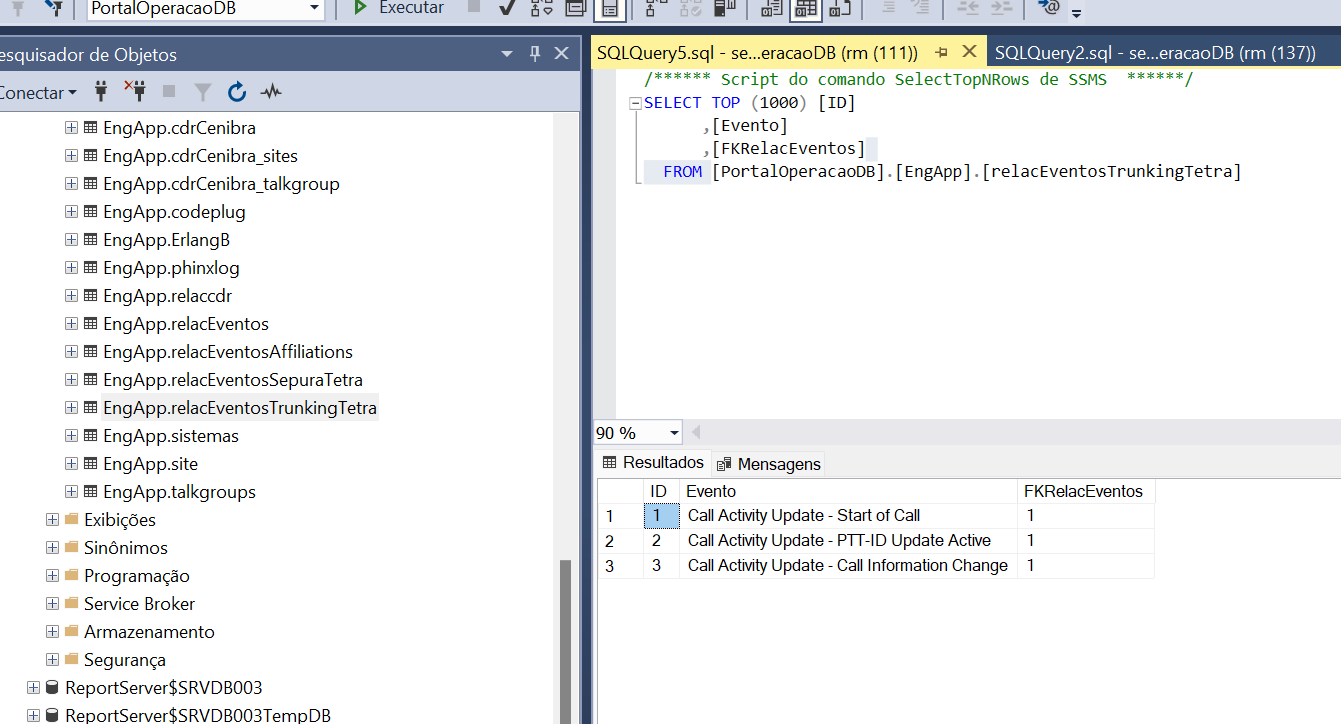 PortalOperacaoDB
Executar
esquisador de Objetos
Conectar
EngApp.cdrCenibra
EngApp.cdrCenibra_sites
EngApp.cdrCenibra_talkgroup
EngApp.codeplug
EngApp.ErlangB
EngApp.phinxlog
EngApp.relaccdr
EngApp.relacEventos
EngApp.relacEventosAffiliations
EngApp.relacEventosSepuraTetra
EngApp.relacEventosTrunkingTetra
EngApp.sistemas
EngApp.site
EngApp.talkgroups
Exibições
Sinônimos
Programação
Service Broker
Armazenamento
Segurança
ReportServer$SRVDB003
ReportServer$SRVDB003TempDB
SQLQuery5.sql - se...eracaoDB (rm (111)) SQLQuery2.sql - se...eracaoDB (rm (137))
/****** Script do comando SelectTopNRows de SSMS  ******/
SELECT TOP (1000) [ID]
,[Evento]
,[FKRelacEventos]
FROM [PortalOperacaoDB].[EngApp].[relacEventosTrunkingTetra]
90 %
Resultados Mensagens
ID Evento FKRelacEventos
1 1 Call Activity Update - Start of Call 1
2 2 Call Activity Update - PTT-ID Update Active 1
3 3 Call Activity Update - Call Information Change 1